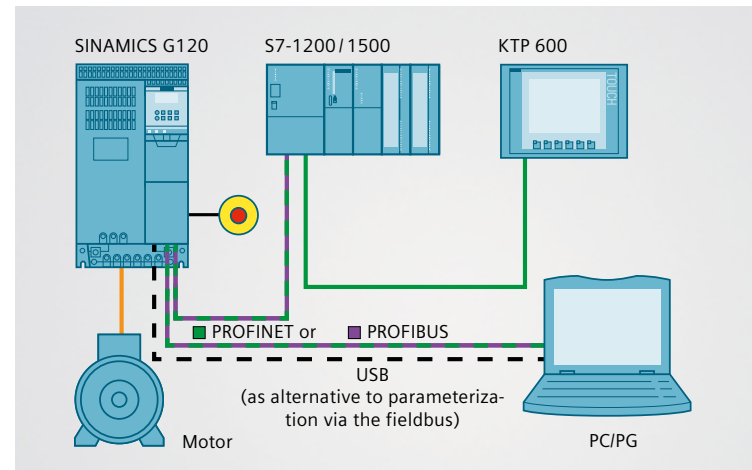 SINAMICS G120
S7-1200/1500
KTP 600
TOUCH
PROFINET or PROFIBUS
USB
(as alternative to parameteriza-
tion via the fieldbus)
Motor
PC/PG